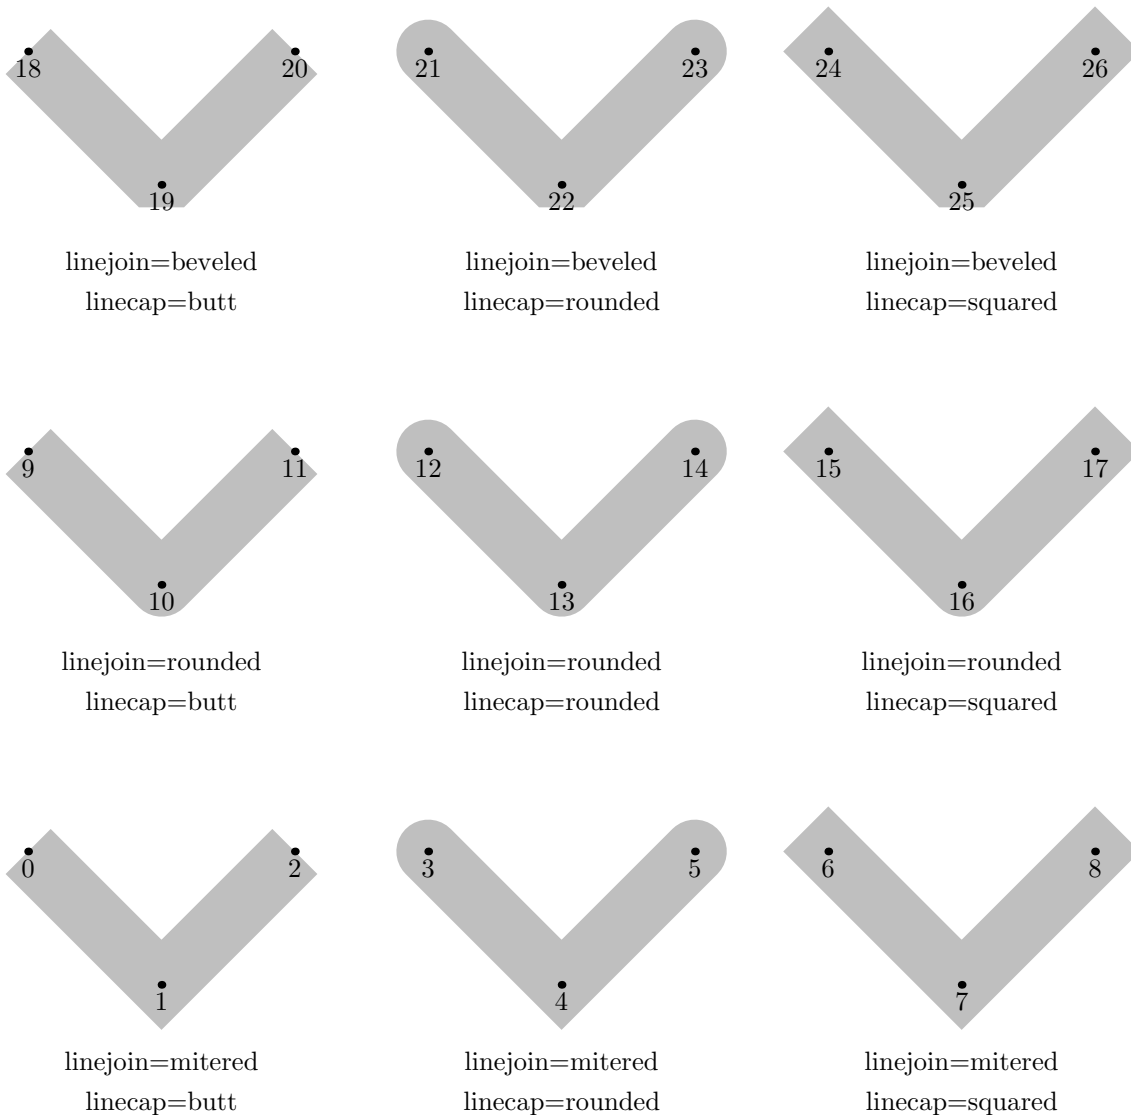 18 20 21 23 24 26
19 22 25
linejoin=beveled linejoin=beveled linejoin=beveled
linecap=butt linecap=rounded linecap=squared
9 11 12 14 15 17
10 13 16
linejoin=rounded linejoin=rounded linejoin=rounded
linecap=butt linecap=rounded linecap=squared
0 2 3 5 6 8
1 4 7
linejoin=mitered linejoin=mitered linejoin=mitered
linecap=butt linecap=rounded linecap=squared